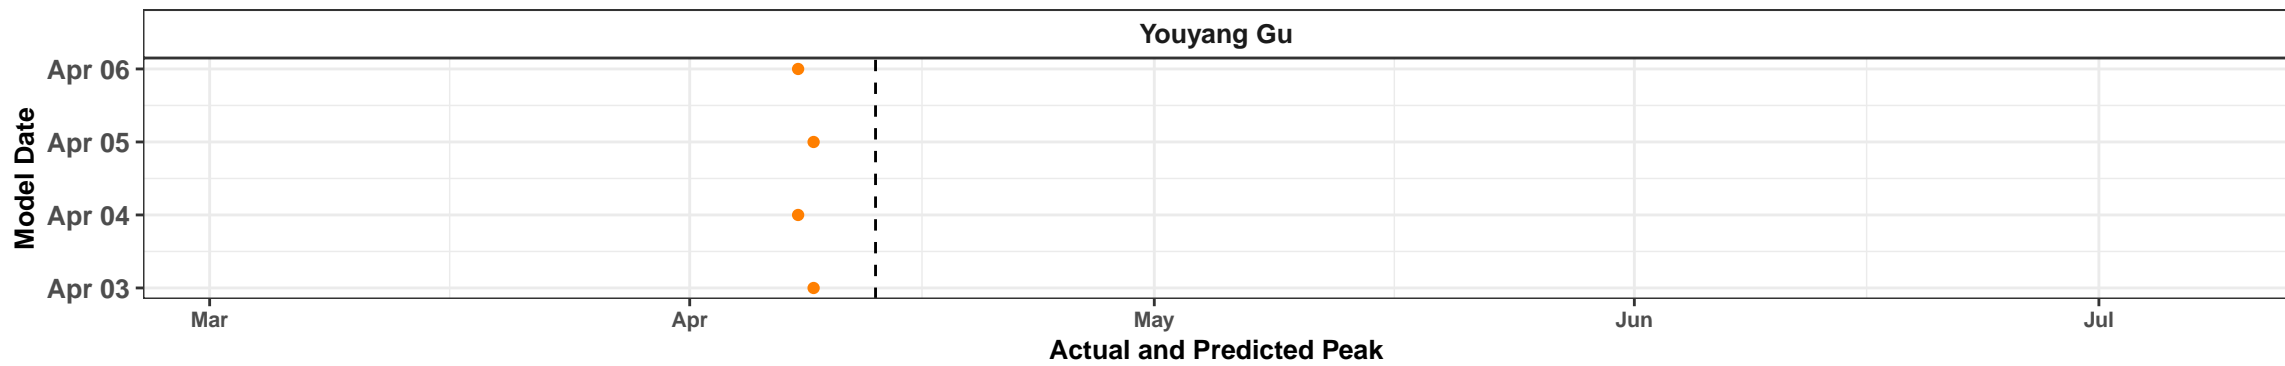 Youyang Gu
Apr 06
Apr 05
Apr 04
Apr 03
Model Date
Mar Apr May Jun Jul
Actual and Predicted Peak